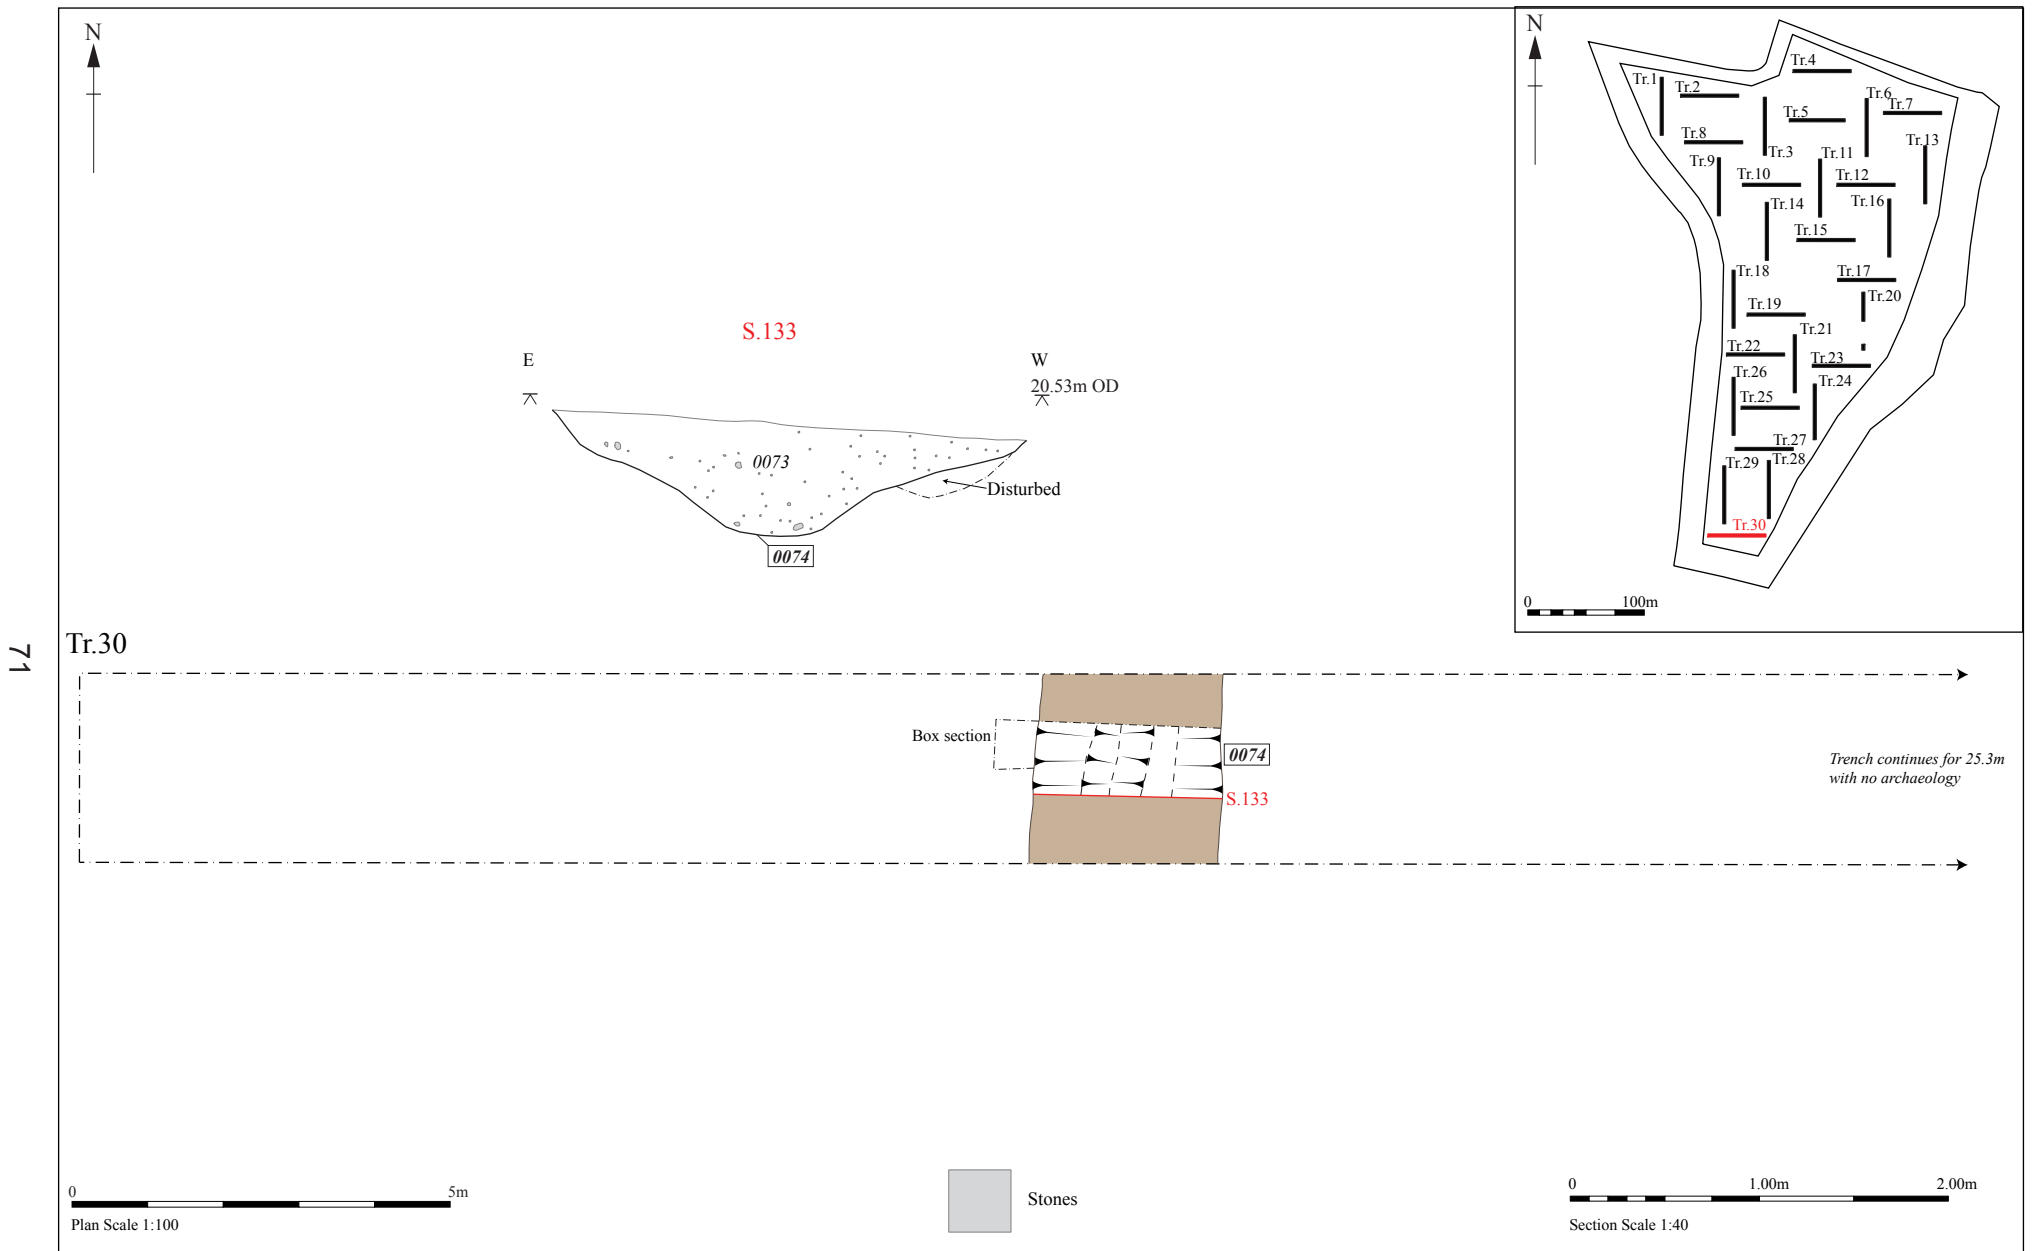 N
S.133
E
W
20.53m OD
0073
Disturbed
0074
N
Tr.1
Tr.2
Tr.4
Tr.6
Tr.7
Tr.5
Tr.8
Tr.3
Tr.13
Tr.9
Tr.11
Tr.10
Tr.12
Tr.14
Tr.16
Tr.15
Tr.18
Tr.17
Tr.20
Tr.19
Tr.21
Tr.22
Tr.23
Tr.26
Tr.24
Tr.25
Tr.27
Tr.29
Tr.28
Tr.30
0
100m
71
Tr.30
Box section
0074
S.133
Trench continues for 25.3m
with no archaeology
0
5m
Plan Scale 1:100
Stones
0
1.00m
2.00m
Section Scale 1:40